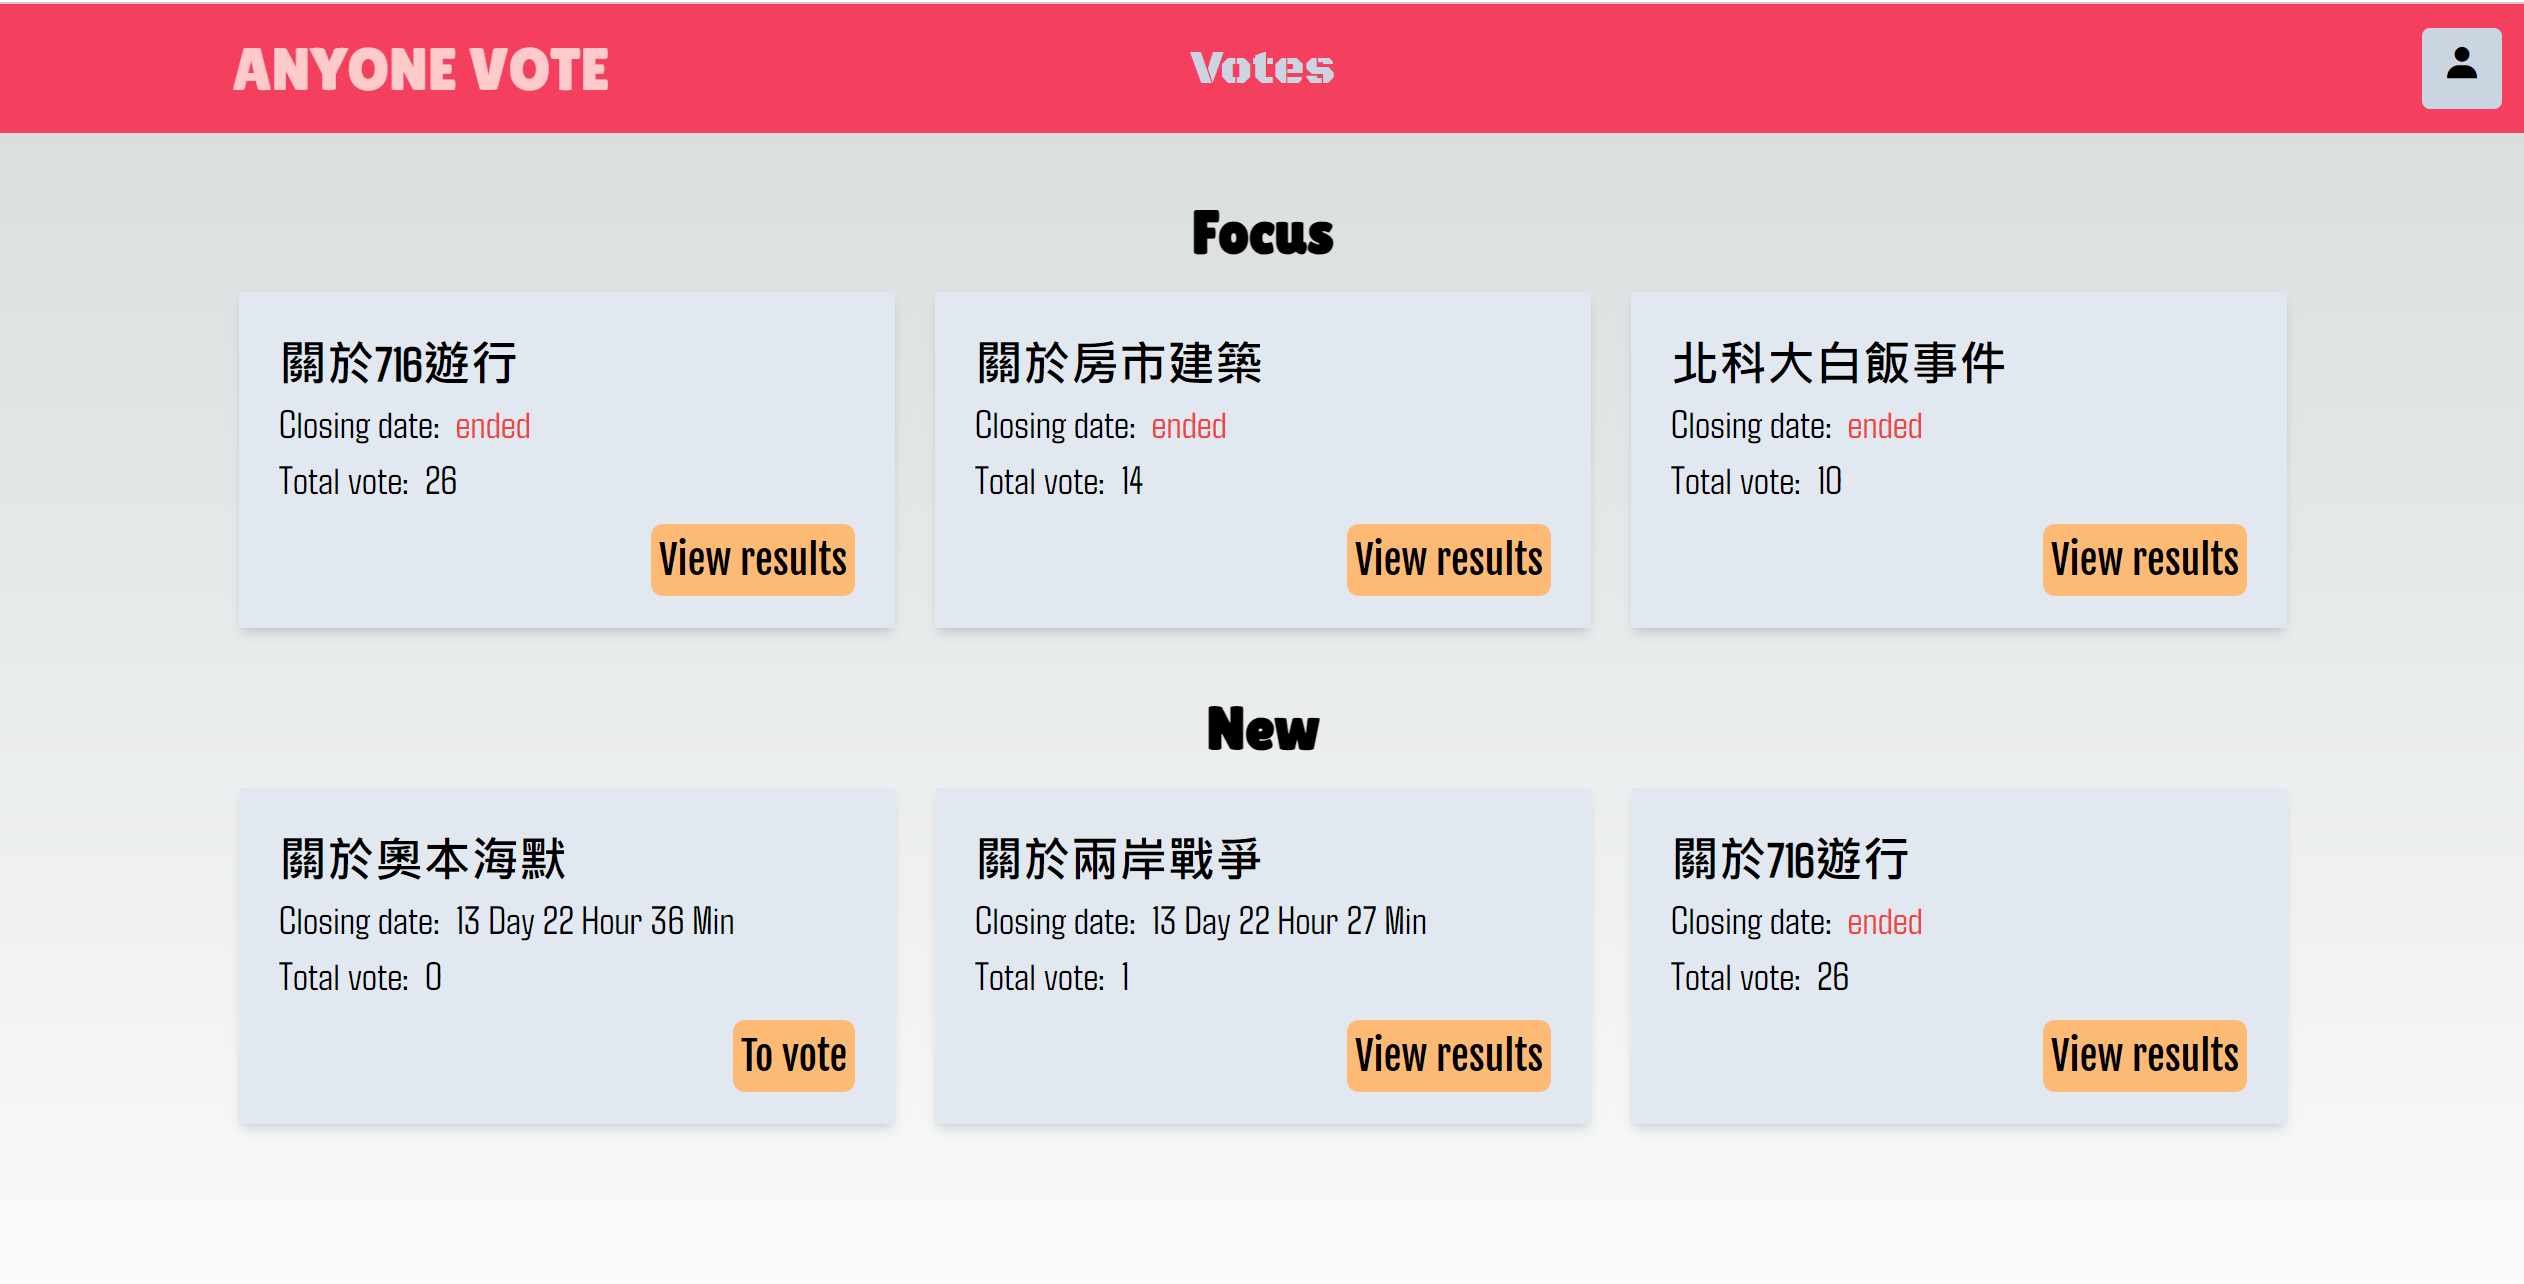 ANYONE VOTE
Votes
Focus
關於716遊行
Closing date: ended
Total vote: 26
View results
關於房市建築
Closing date: ended
Total vote: 14
View results
北科大白飯事件
Closing date: ended
Total vote: 10
View results
New
關於奧本海默
Closing date: 13 Day 22 Hour 36 Min
Total vote: 0
To vote
關於兩岸戰爭
Closing date: 13 Day 22 Hour 27 Min
Total vote: 1
View results
關於716遊行
Closing date: ended
Total vote: 26
View results